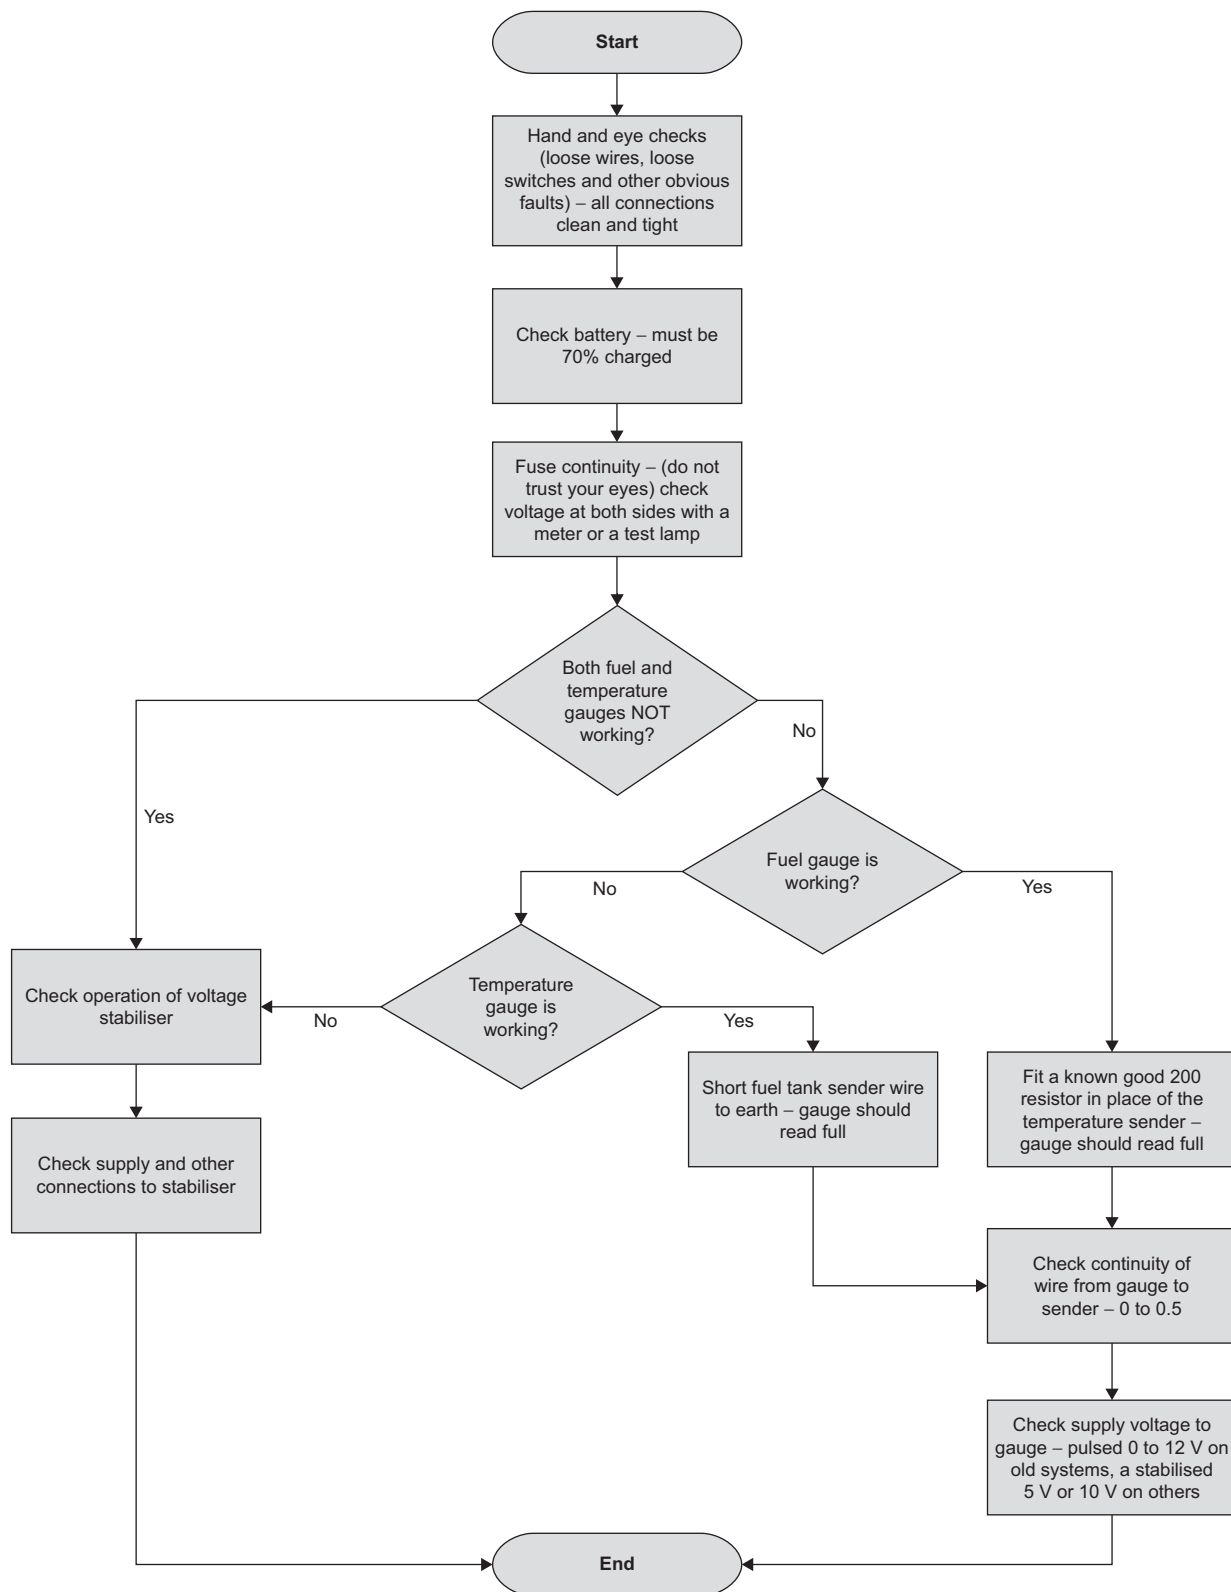 Start
Hand and eye checks
(loose wires, loose
switches and other obvious
faults) – all connections
clean and tight
Check battery – must be
70% charged
Fuse continuity – (do not
trust your eyes) check
voltage at both sides with a
meter or a test lamp
Both fuel and
temperature
gauges NOT
working?
No
Yes
Fuel gauge is
working?
No
Yes
Temperature
gauge is
working?
No
Yes
Check operation of voltage
stabiliser
Short fuel tank sender wire
to earth – gauge should
read full
Fit a known good 200
resistor in place of the
temperature sender –
gauge should read full
Check supply and other
connections to stabiliser
Check continuity of
wire from gauge to
sender – 0 to 0.5
Check supply voltage to
gauge – pulsed 0 to 12 V on
old systems, a stabilised
5 V or 10 V on others
End